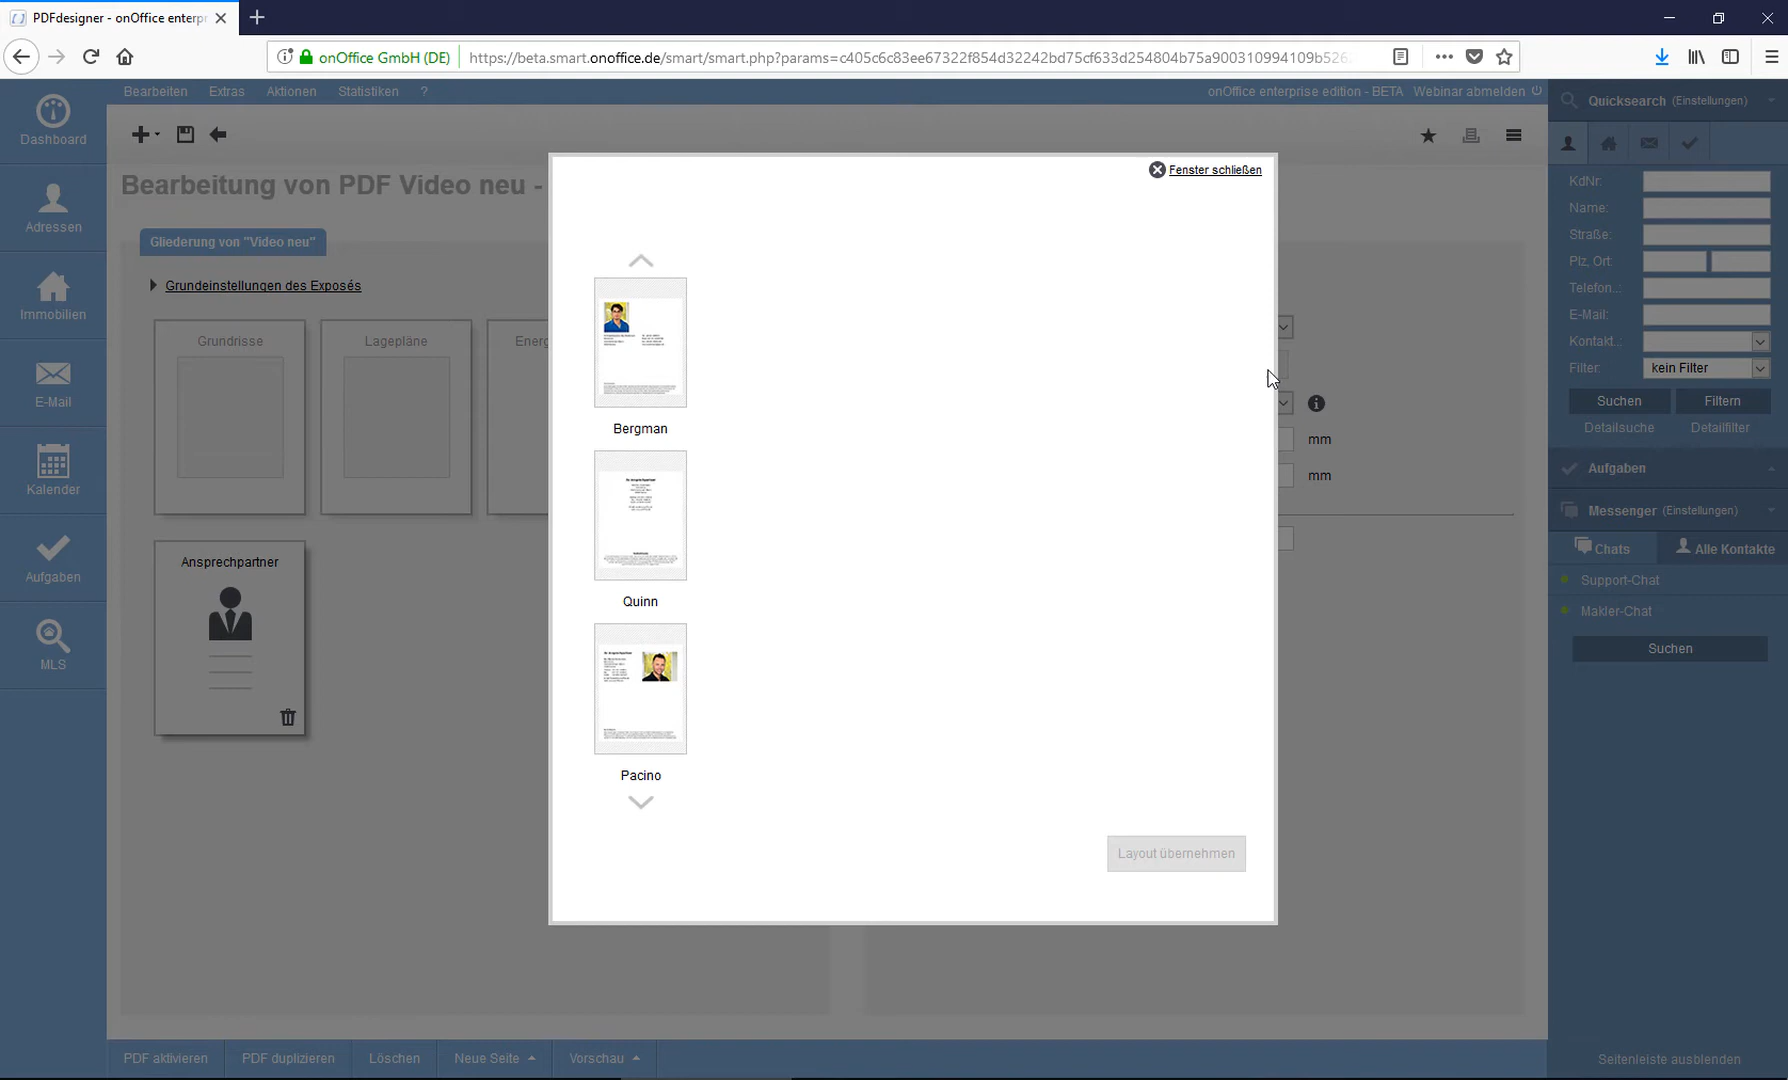 PDFdesigner - onOffice enterpr
onOffice GmbH (DE)
https://beta.smart.onoffice.de/smart/smart.php?params=c405c6c83ee67322f854d32242bd75cf633d254804b75a900310994109b526
Bearbeiten Extras Aktionen Statistiken ?
onOffice enterprise edition - BETA Webinar abmelden
Quicksearch (Einstellungen)
Dashboard
Adressen
Immobilien
E-Mail
Kalender
Aufgaben
MLS
Bearbeitung von PDF Video neu -
Gliederung von "Video neu"
Grundeinstellungen des Exposés
Grundrisse
Lagepläne
Energ
Ansprechpartner
Fenster schließen
Bergman
Quinn
Pacino
Layout übernehmen
mm
mm
KdNr:
Name:
Straße:
Plz, Ort:
Telefon..:
E-Mail:
Kontakt..:
Filter: kein Filter
Suchen Filtern
Detailsuche Detailfilter
Aufgaben
Messenger (Einstellungen)
Chats Alle Kontakte
Support-Chat
Makler-Chat
Suchen
PDF aktivieren PDF duplizieren Löschen Neue Seite Vorschau
Seitenleiste ausblenden